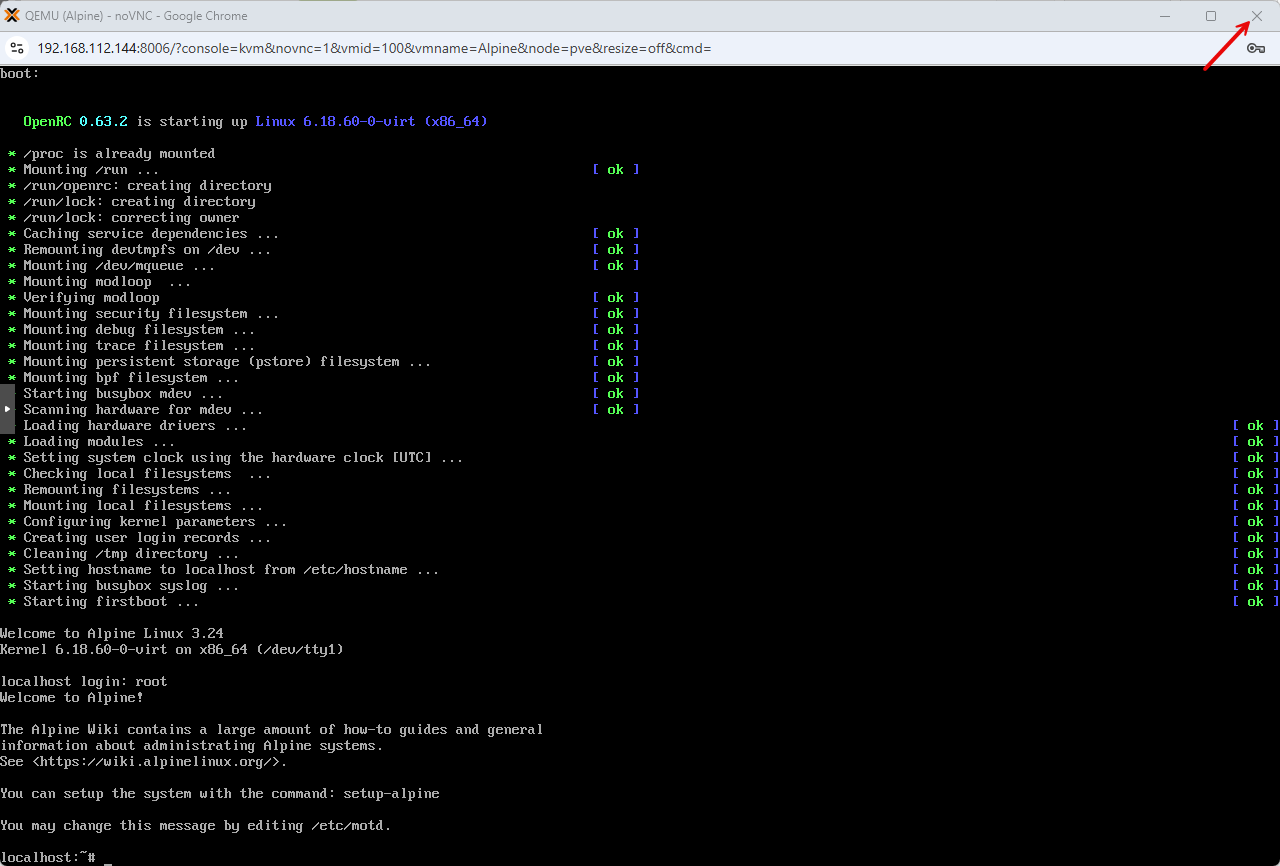 QEMU (Alpine) - noVNC - Google Chrome
192.168.112.144:8006/?console=kvm&novnc=1&vmid=100&vmname=Alpine&node=pve&resize=off&cmd=
boot:
OpenRC 0.63.2 is starting up Linux 6.18.60-0-virt (x86_64)
* /proc is already mounted
* Mounting /run ... [ ok ]
* /run/openrc: creating directory
* /run/lock: creating directory
* /run/lock: correcting owner
* Caching service dependencies ... [ ok ]
* Remounting devtmpfs on /dev ... [ ok ]
* Mounting /dev/mqueue ... [ ok ]
* Mounting modloop  ...
* Verifying modloop [ ok ]
* Mounting security filesystem ... [ ok ]
* Mounting debug filesystem ... [ ok ]
* Mounting trace filesystem ... [ ok ]
* Mounting persistent storage (pstore) filesystem ... [ ok ]
* Mounting bpf filesystem ... [ ok ]
Starting busybox mdev ... [ ok ]
Scanning hardware for mdev ... [ ok ]
Loading hardware drivers ... [ ok ]
* Loading modules ... [ ok ]
* Setting system clock using the hardware clock [UTC] ... [ ok ]
* Checking local filesystems  ... [ ok ]
* Remounting filesystems ... [ ok ]
* Mounting local filesystems ... [ ok ]
* Configuring kernel parameters ... [ ok ]
* Creating user login records ... [ ok ]
* Cleaning /tmp directory ... [ ok ]
* Setting hostname to localhost from /etc/hostname ... [ ok ]
* Starting busybox syslog ... [ ok ]
* Starting firstboot ... [ ok ]
Welcome to Alpine Linux 3.24
Kernel 6.18.60-0-virt on x86_64 (/dev/tty1)
localhost login: root
Welcome to Alpine!
The Alpine Wiki contains a large amount of how-to guides and general
information about administrating Alpine systems.
See <https://wiki.alpinelinux.org/>.
You can setup the system with the command: setup-alpine
You may change this message by editing /etc/motd.
localhost:~# _